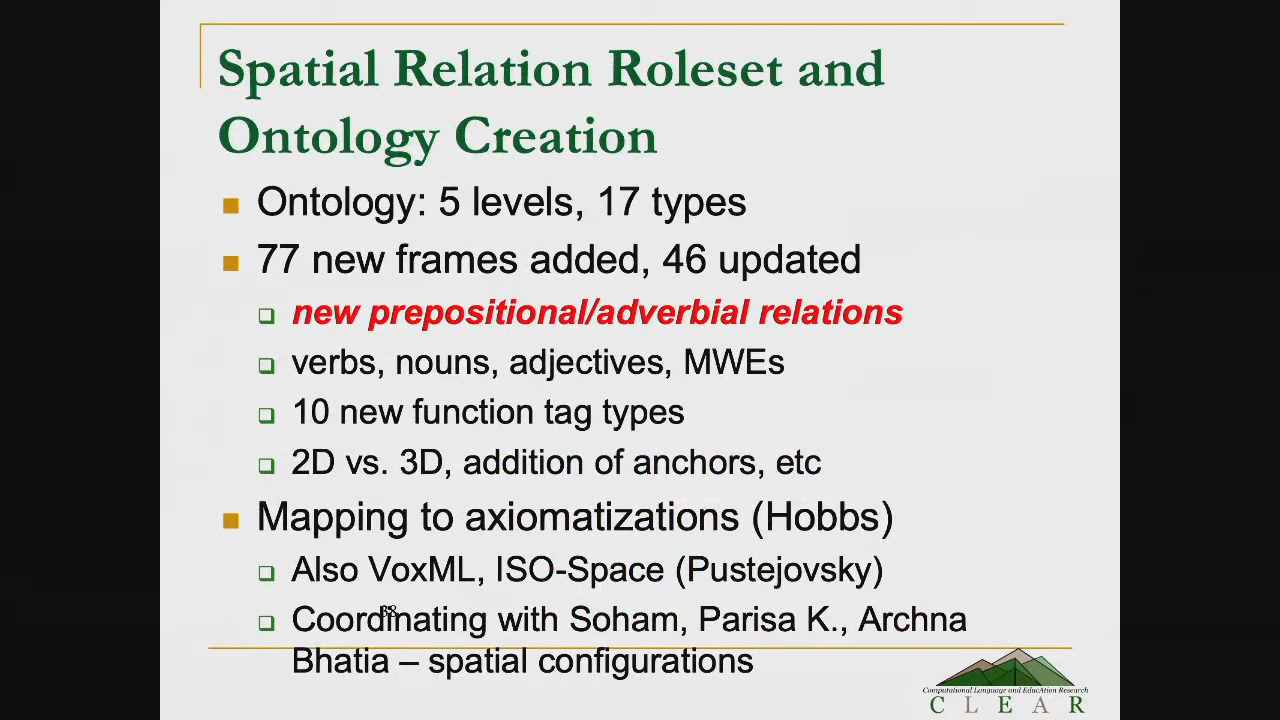 Spatial Relation Roleset and
Ontology Creation
Ontology: 5 levels, 17 types
77 new frames added, 46 updated
new prepositional/adverbial relations
verbs, nouns, adjectives, MWEs
10 new function tag types
2D vs. 3D, addition of anchors, etc
Mapping to axiomatizations (Hobbs)
Also VoxML, ISO-Space (Pustejovsky)
38
Coordinating with Soham, Parisa K., Archna
Bhatia – spatial configurations
Computational Language and EducAtion Research
C L E A R